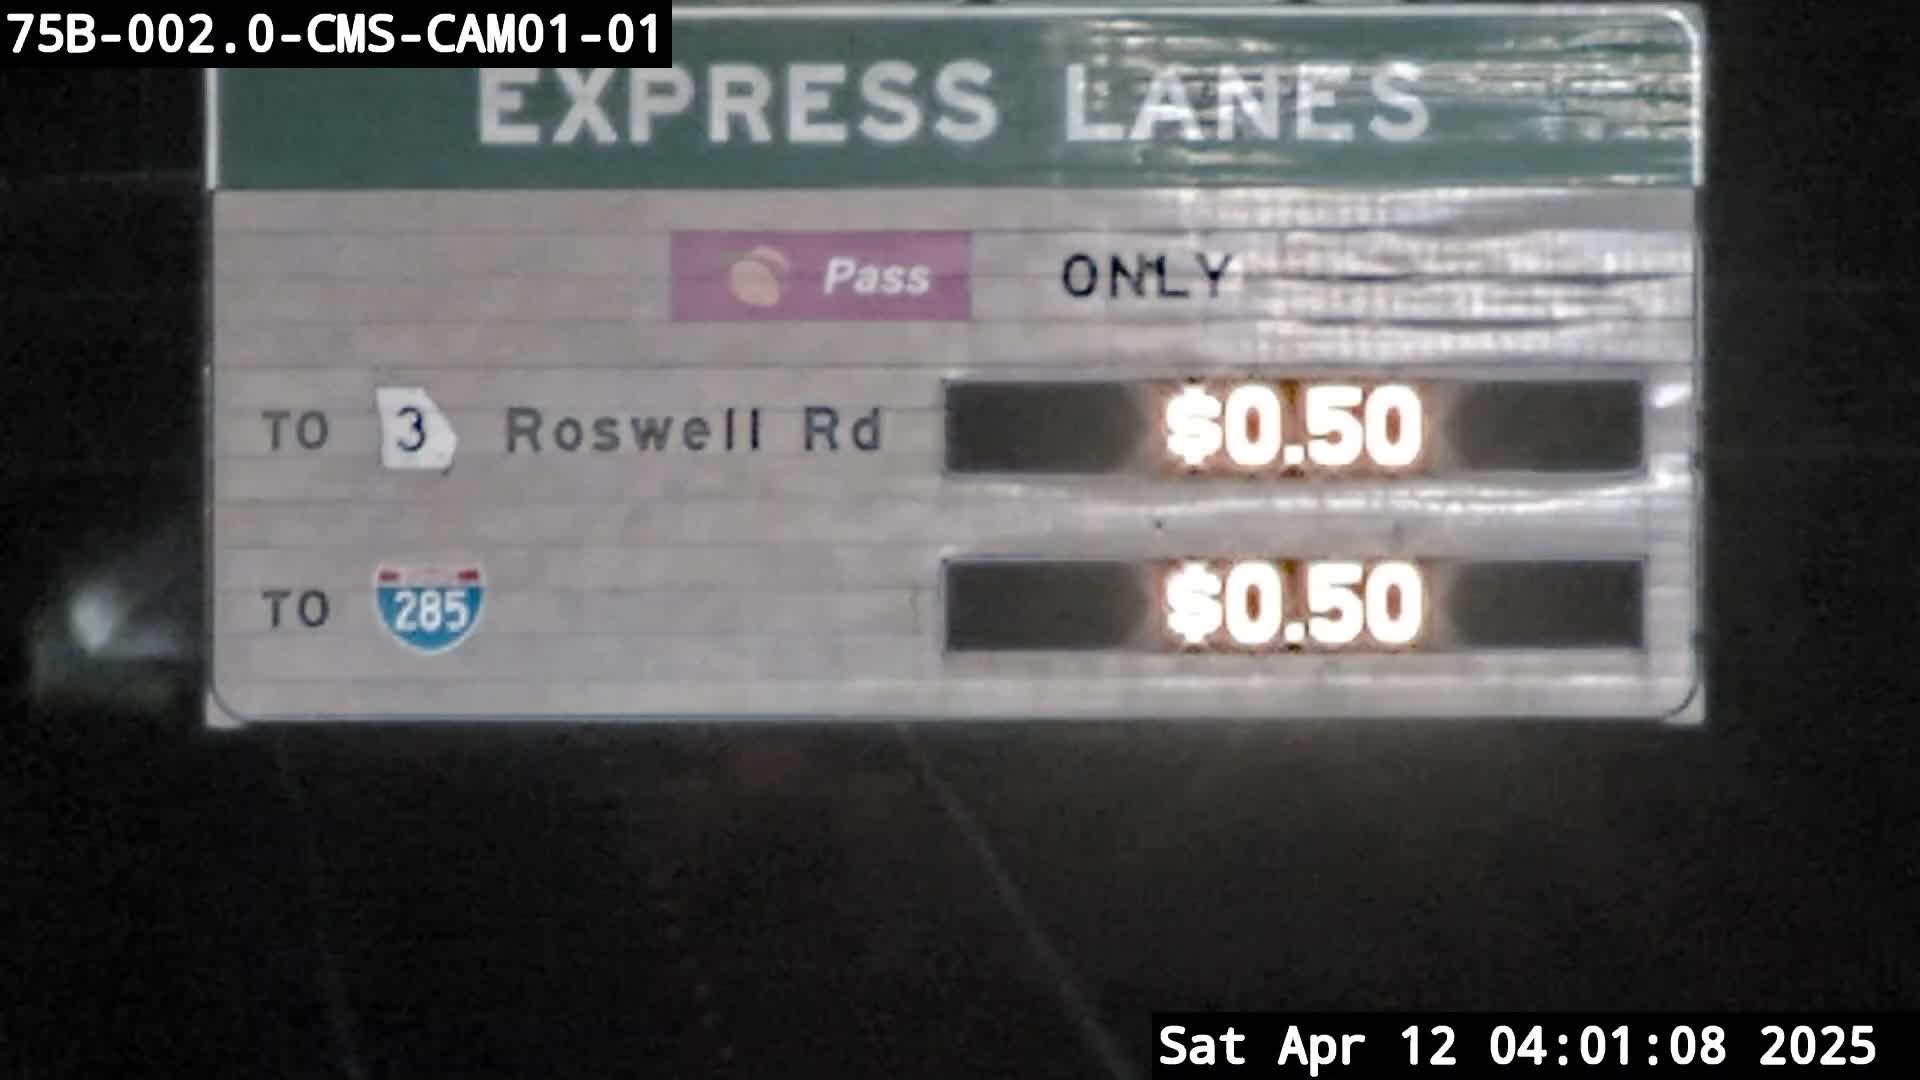 75B-002.0-CMS-CAM01-01
EXPRESS LANES
Pass ONLY
TO 3 Roswell Rd $0.50
TO 285 $0.50
Sat Apr 12 04:01:08 2025